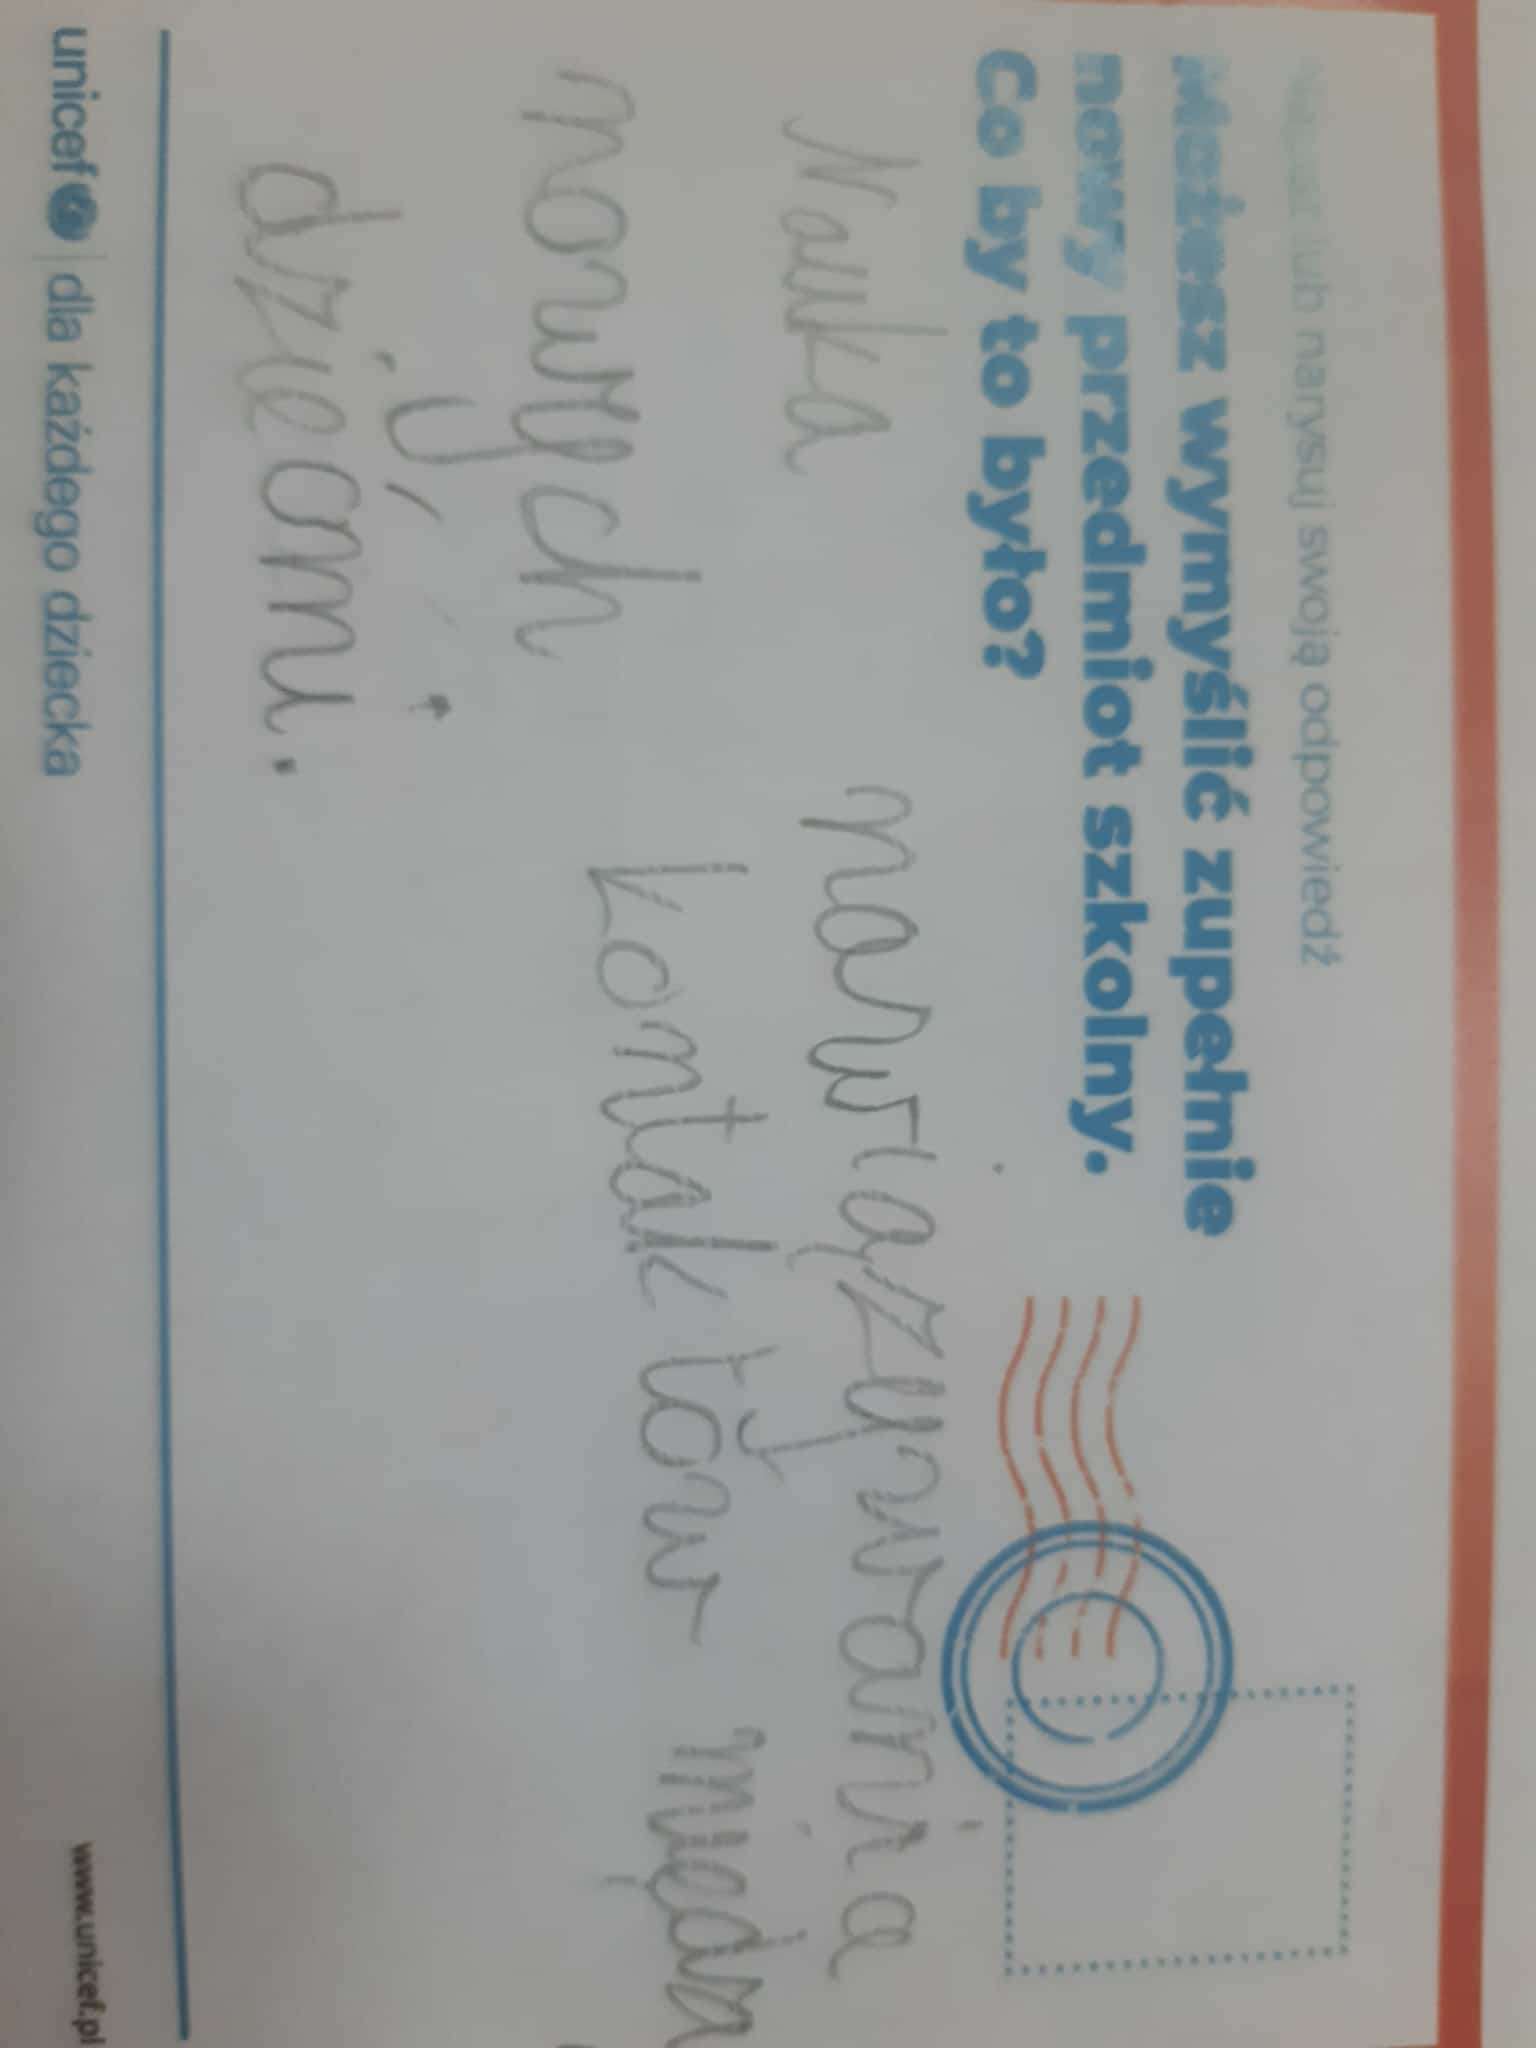 Napisz lub narysuj swoją odpowiedź
Możesz wymyślić zupełnie
nowy przedmiot szkolny.
Co by to było?
Nauka nawiązywania
nowych kontaktów między
dziećmi.
unicef | dla każdego dziecka
www.unicef.pl